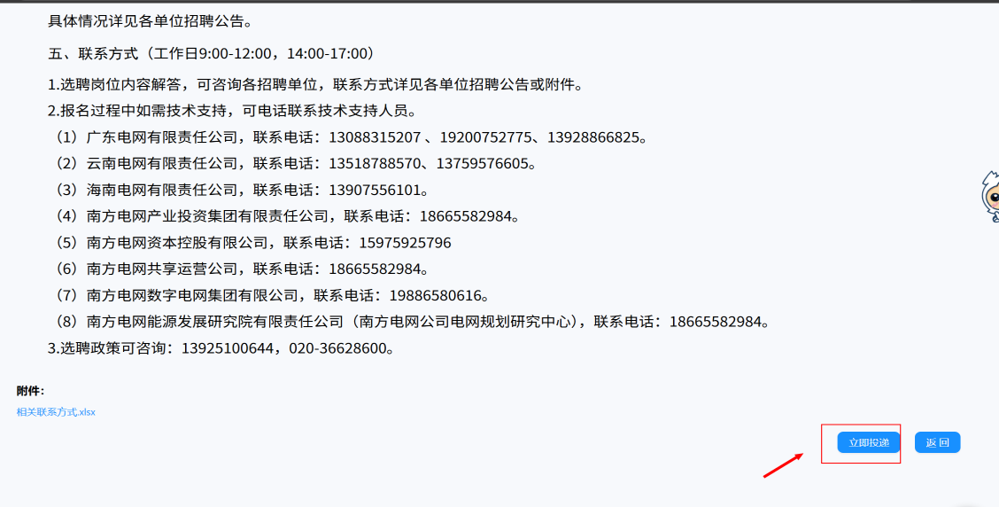 具体情况详见各单位招聘公告。
五、联系方式（工作日9:00-12:00，14:00-17:00）
1.选聘岗位内容解答，可咨询各招聘单位，联系方式详见各单位招聘公告或附件。
2.报名过程中如需技术支持，可电话联系技术支持人员。
（1）广东电网有限责任公司，联系电话：13088315207 、19200752775、13928866825。
（2）云南电网有限责任公司，联系电话：13518788570、13759576605。
（3）海南电网有限责任公司，联系电话：13907556101。
（4）南方电网产业投资集团有限责任公司，联系电话：18665582984。
（5）南方电网资本控股有限公司，联系电话：15975925796
（6）南方电网共享运营公司，联系电话：18665582984。
（7）南方电网数字电网集团有限公司，联系电话：19886580616。
（8）南方电网能源发展研究院有限责任公司（南方电网公司电网规划研究中心），联系电话：18665582984。
3.选聘政策可咨询：13925100644，020-36628600。
附件：
相关联系方式.xlsx
立即投递 返 回